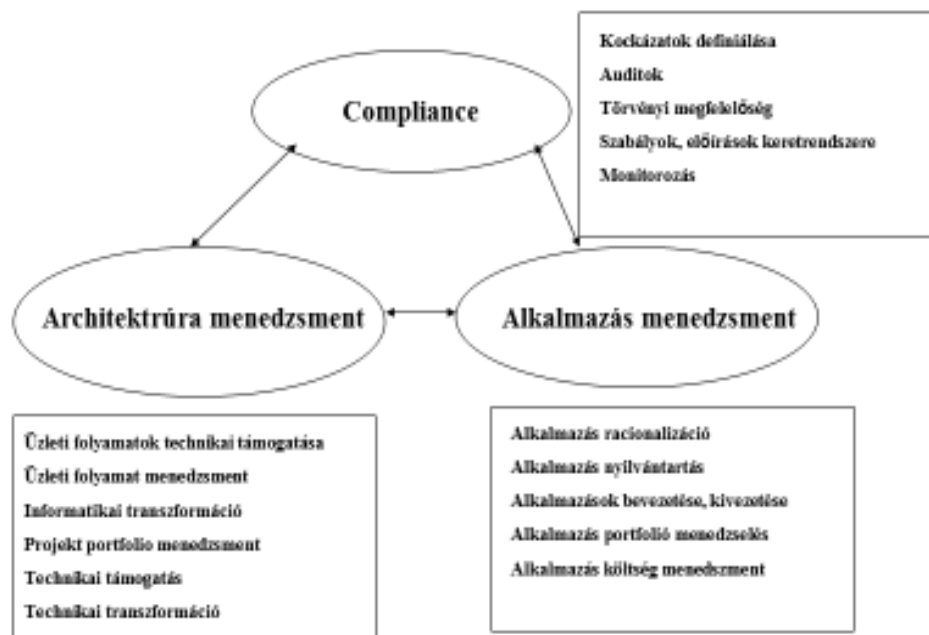 Compliance
Kockázatok definiálása
Auditok
Törvényi megfelelőség
Szabályok, előírások keretrendszere
Monitorozás
Architektrúra menedzsment
Alkalmazás menedzsment
Üzleti folyamatok technikai támogatása
Üzleti folyamat menedzsment
Informatikai transzformáció
Projekt portfolio menedzsment
Technikai támogatás
Technikai transzformáció
Alkalmazás racionalizáció
Alkalmazás nyilvántartás
Alkalmazások bevezetése, kivezetése
Alkalmazás portfolió menedzselés
Alkalmazás költség menedszment